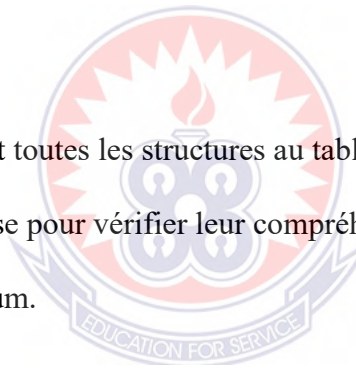 t toutes les structures au tabl
se pour vérifier leur compréh
um.
EDUCATION FOR SERVICE